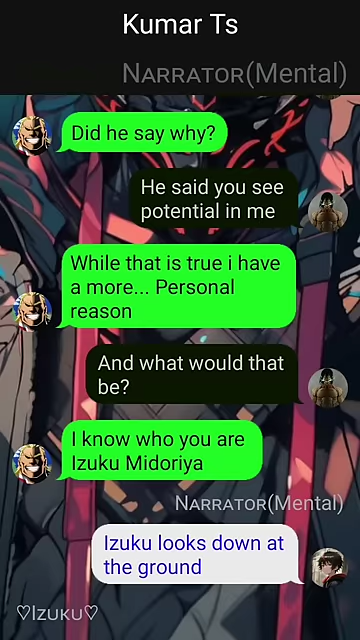 Kumar Ts
Narrator(Mental)
Did he say why?
He said you see
potential in me
While that is true i have
a more... Personal
reason
And what would that
be?
I know who you are
Izuku Midoriya
Narrator(Mental)
Izuku looks down at
the ground
♡Izuku♡